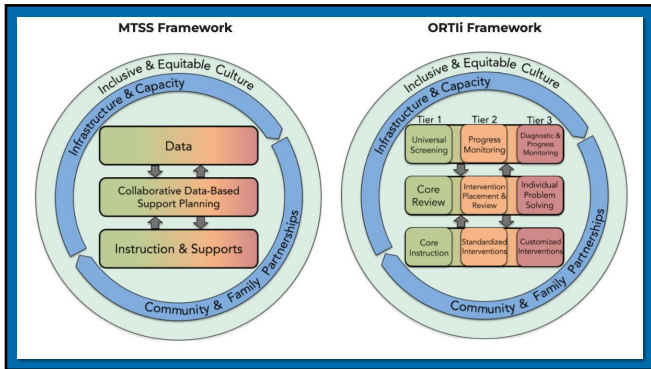 MTSS Framework
Inclusive & Equitable Culture
Infrastructure & Capacity
Data
Collaborative Data-Based
Support Planning
Instruction & Supports
Community & Family Partnerships
ORTIi Framework
Inclusive & Equitable Culture
Infrastructure & Capacity
Tier 1 Tier 2 Tier 3
Universal
Screening
Progress
Monitoring
Diagnostic &
Progress
Monitoring
Core
Review
Intervention
Placement &
Review
Individual
Problem
Solving
Core
Instruction
Standardized
Interventions
Customized
Interventions
Community & Family Partnerships